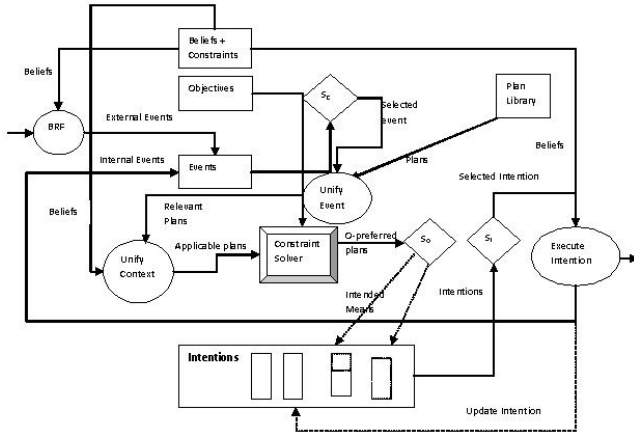 Beliefs +
Constraints
Beliefs
Objectives
Plan
Library
Selected
event
External Events
BRF
Internal Events
Events
Plans
Beliefs
Selected Intention
Unify
Event
Relevant
Plans
Beliefs
Applicable plans
Unify
Context
Constraint
Solver
O-preferred
plans
Execute
Intention
Intended
Means
Intentions
Intentions
Update Intention